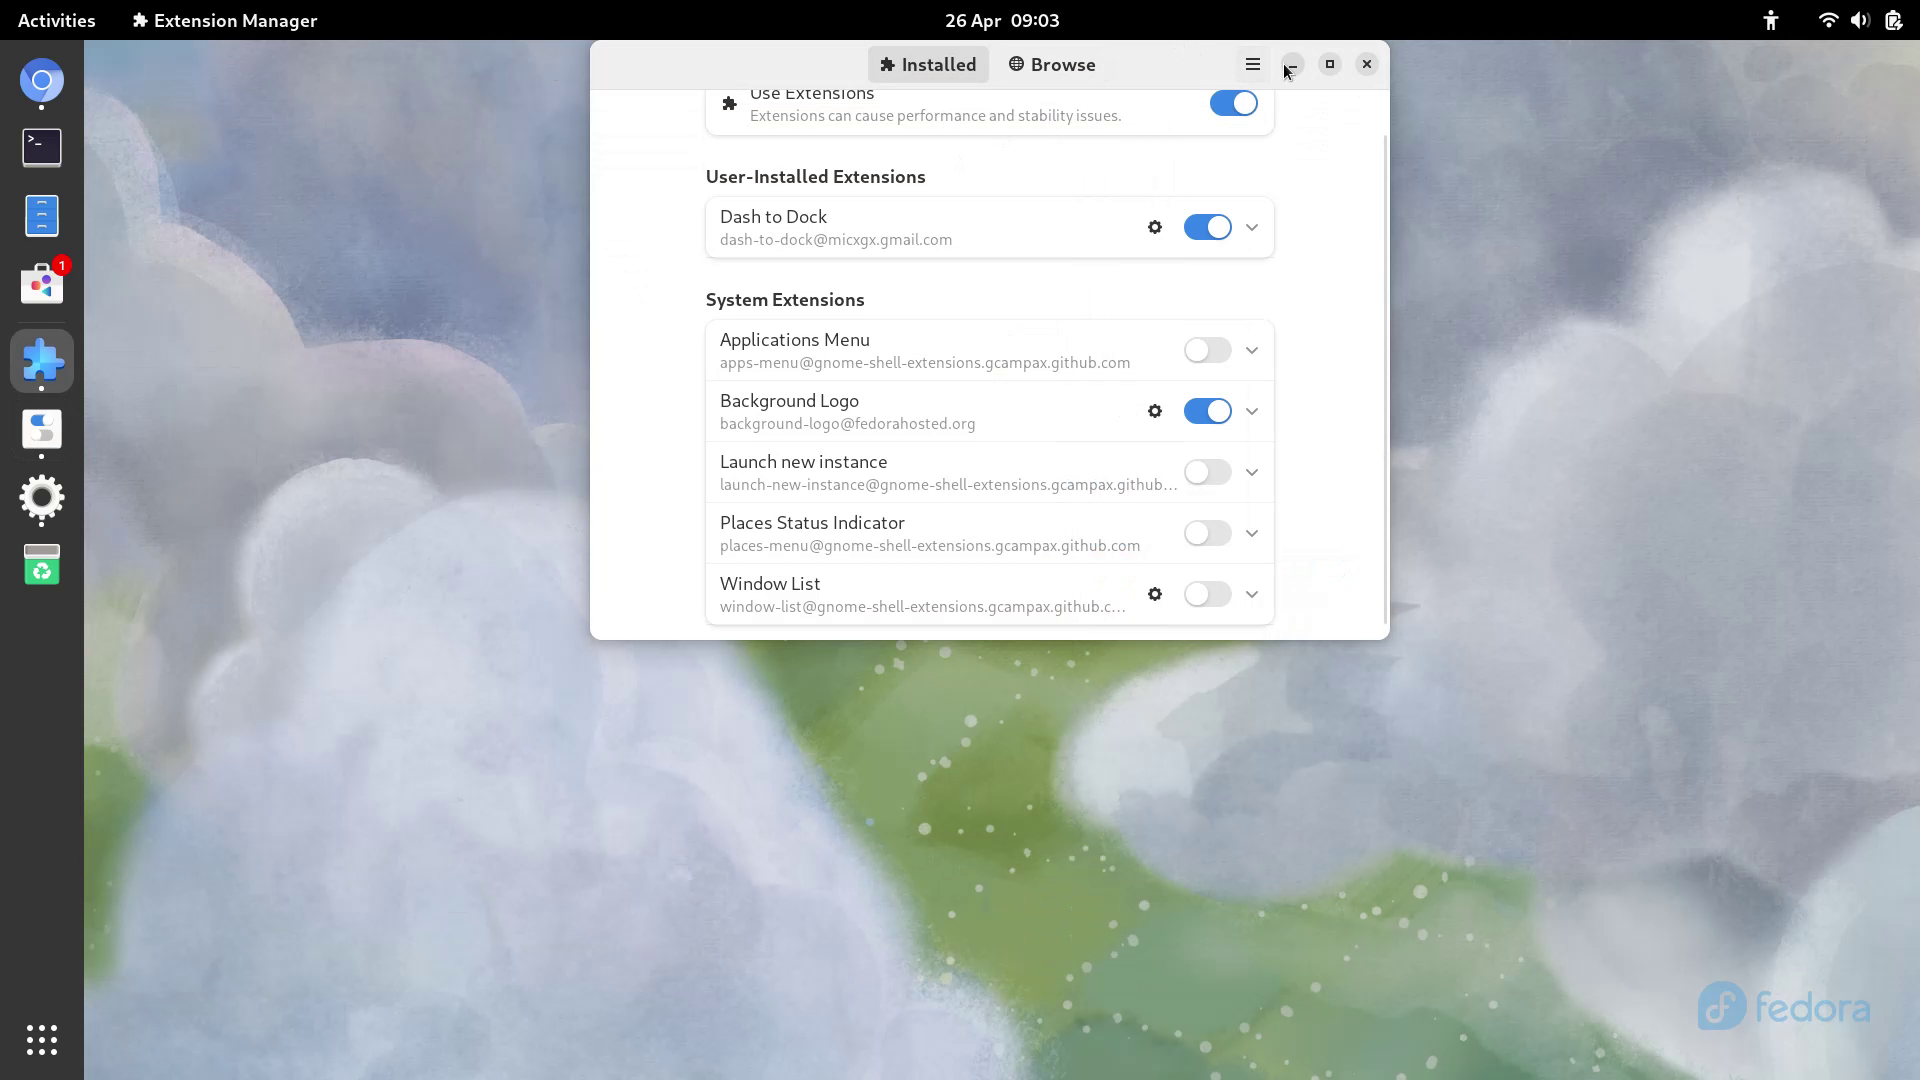 Activities
Extension Manager
26 Apr 09:03
Installed
Browse
Use Extensions
Extensions can cause performance and stability issues.
User-Installed Extensions
Dash to Dock
dash-to-dock@micxgx.gmail.com
System Extensions
Applications Menu
apps-menu@gnome-shell-extensions.gcampax.github.com
Background Logo
background-logo@fedorahosted.org
Launch new instance
launch-new-instance@gnome-shell-extensions.gcampax.github...
Places Status Indicator
places-menu@gnome-shell-extensions.gcampax.github.com
Window List
window-list@gnome-shell-extensions.gcampax.github.c...
>_
1
fedora